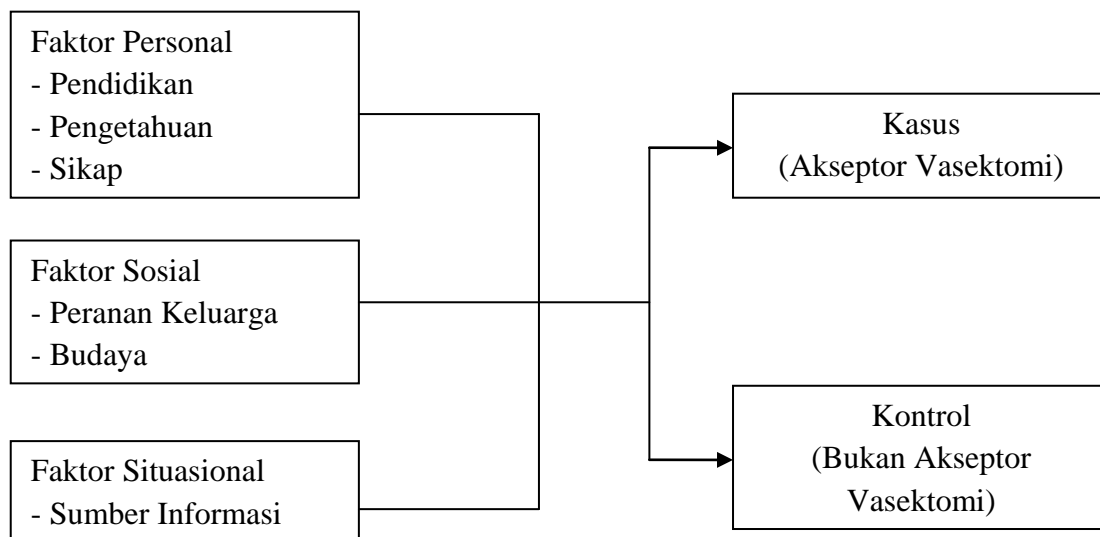 Faktor Personal
- Pendidikan
- Pengetahuan
- Sikap
Faktor Sosial
- Peranan Keluarga
- Budaya
Faktor Situasional
- Sumber Informasi
Kasus
(Akseptor Vasektomi)
Kontrol
(Bukan Akseptor
Vasektomi)